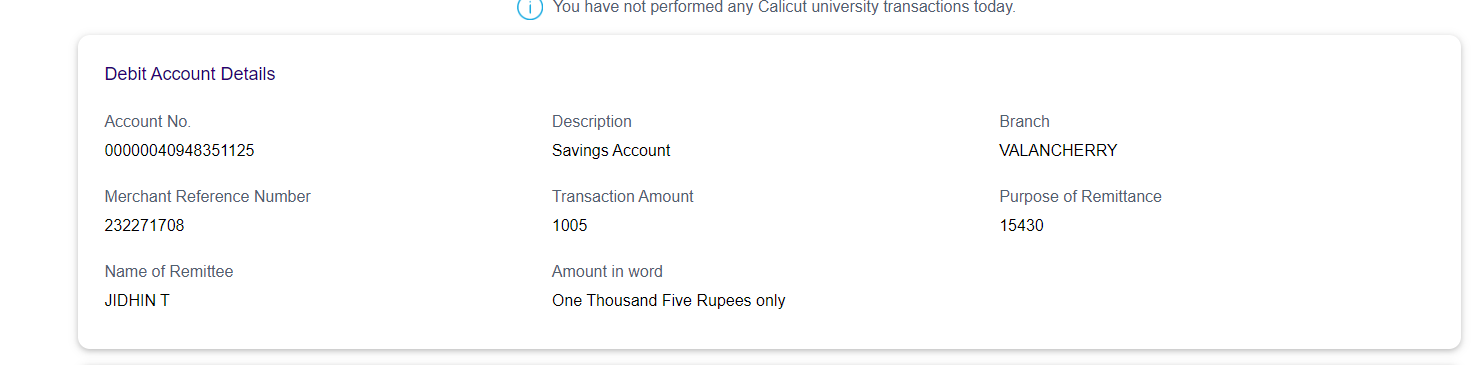 You have not performed any Calicut university transactions today.
Debit Account Details
Account No.
00000040948351125
Description
Savings Account
Branch
VALANCHERRY
Merchant Reference Number
232271708
Transaction Amount
1005
Purpose of Remittance
15430
Name of Remittee
JIDHIN T
Amount in word
One Thousand Five Rupees only